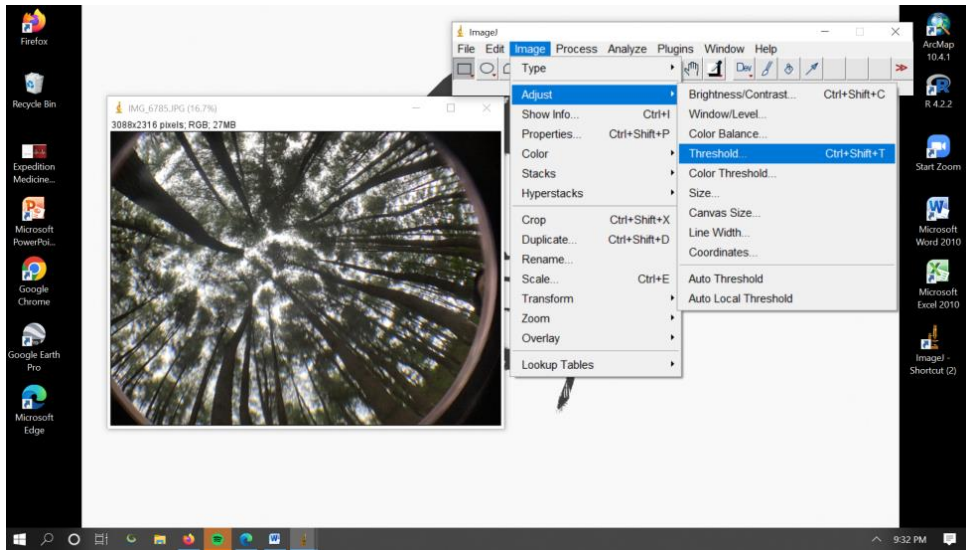 Firefox
Recycle Bin
Expedition
Medicine...
Microsoft
PowerPoi...
Google
Chrome
Google Earth
Pro
Microsoft
Edge
IMG_6785.JPG (16.7%)
3088x2316 pixels; RGB; 27MB
ImageJ
File Edit Image Process Analyze Plugins Window Help
Dev
Type
Adjust
Show Info... Ctrl+I
Properties... Ctrl+Shift+P
Color
Stacks
Hyperstacks
Crop Ctrl+Shift+X
Duplicate... Ctrl+Shift+D
Rename...
Scale... Ctrl+E
Transform
Zoom
Overlay
Lookup Tables
Brightness/Contrast... Ctrl+Shift+C
Window/Level...
Color Balance...
Threshold... Ctrl+Shift+T
Color Threshold...
Size...
Canvas Size...
Line Width...
Coordinates...
Auto Threshold
Auto Local Threshold
ArcMap
10.4.1
R 4.2.2
Start Zoom
Microsoft
Word 2010
Microsoft
Excel 2010
ImageJ -
Shortcut (2)
9:32 PM